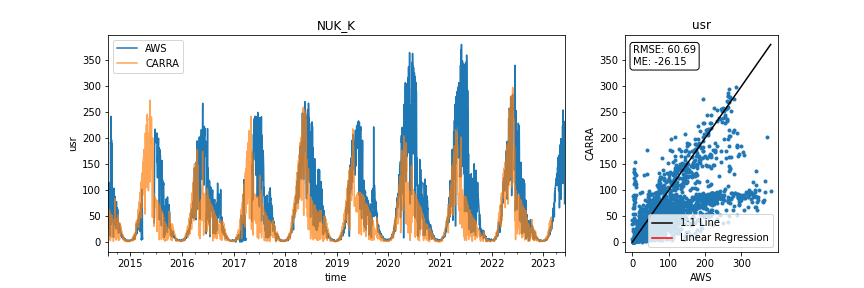 NUK_K
usr
AWS
CARRA
350
300
250
200
150
100
50
0
usr
2015
2016
2017
2018
2019
2020
2021
2022
2023
time
RMSE: 60.69
ME: -26.15
350
300
250
200
150
100
50
0
CARRA
1:1 Line
Linear Regression
0
100
200
300
AWS